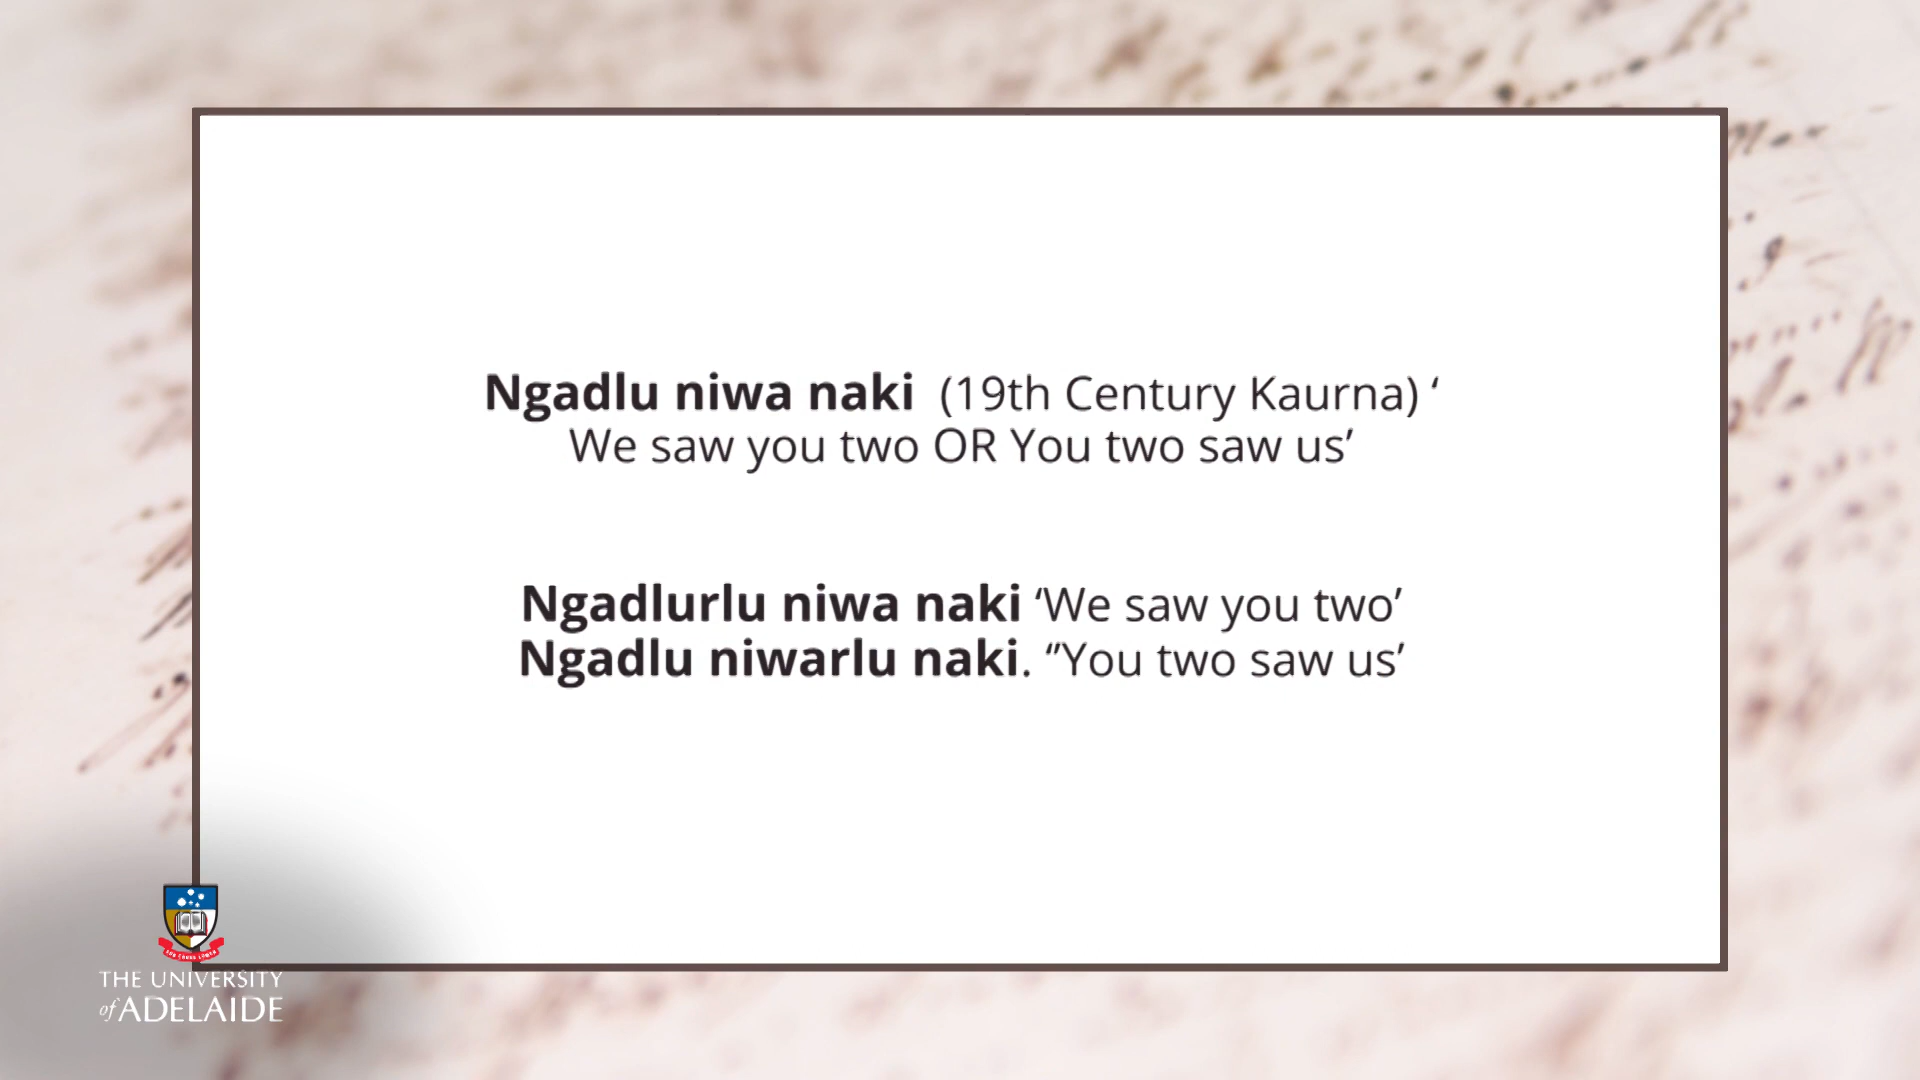 Ngadlu niwa naki (19th Century Kaurna) ‘
We saw you two OR You two saw us’
Ngadlurlu niwa naki ‘We saw you two’
Ngadlu niwarlu naki. “You two saw us’
THE UNIVERSITY
of ADELAIDE